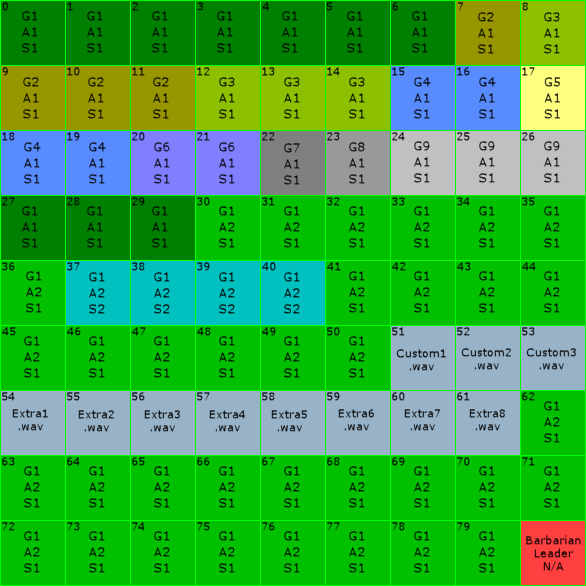 0 1 2 3 4 5 6 7 8
G1 G1 G1 G1 G1 G1 G1 G2 G3
A1 A1 A1 A1 A1 A1 A1 A1 A1
S1 S1 S1 S1 S1 S1 S1 S1 S1
9 10 11 12 13 14 15 16 17
G2 G2 G2 G3 G3 G3 G4 G4 G5
A1 A1 A1 A1 A1 A1 A1 A1 A1
S1 S1 S1 S1 S1 S1 S1 S1 S1
18 19 20 21 22 23 24 25 26
G4 G4 G6 G6 G7 G8 G9 G9 G9
A1 A1 A1 A1 A1 A1 A1 A1 A1
S1 S1 S1 S1 S1 S1 S1 S1 S1
27 28 29 30 31 32 33 34 35
G1 G1 G1 G1 G1 G1 G1 G1 G1
A1 A1 A1 A2 A2 A2 A2 A2 A2
S1 S1 S1 S1 S1 S1 S1 S1 S1
36 37 38 39 40 41 42 43 44
G1 G1 G1 G1 G1 G1 G1 G1 G1
A2 A2 A2 A2 A2 A2 A2 A2 A2
S1 S2 S2 S2 S2 S1 S1 S1 S1
45 46 47 48 49 50 51 52 53
G1 G1 G1 G1 G1 G1
A2 A2 A2 A2 A2 A2 Custom1 Custom2 Custom3
S1 S1 S1 S1 S1 S1 .wav .wav .wav
54 55 56 57 58 59 60 61 62
Extra1 Extra2 Extra3 Extra4 Extra5 Extra6 Extra7 Extra8 G1
.wav .wav .wav .wav .wav .wav .wav .wav A2
S1
63 64 65 66 67 68 69 70 71
G1 G1 G1 G1 G1 G1 G1 G1 G1
A2 A2 A2 A2 A2 A2 A2 A2 A2
S1 S1 S1 S1 S1 S1 S1 S1 S1
72 73 74 75 76 77 78 79
G1 G1 G1 G1 G1 G1 G1 G1 Barbarian
A2 A2 A2 A2 A2 A2 A2 A2 Leader
S1 S1 S1 S1 S1 S1 S1 S1 N/A